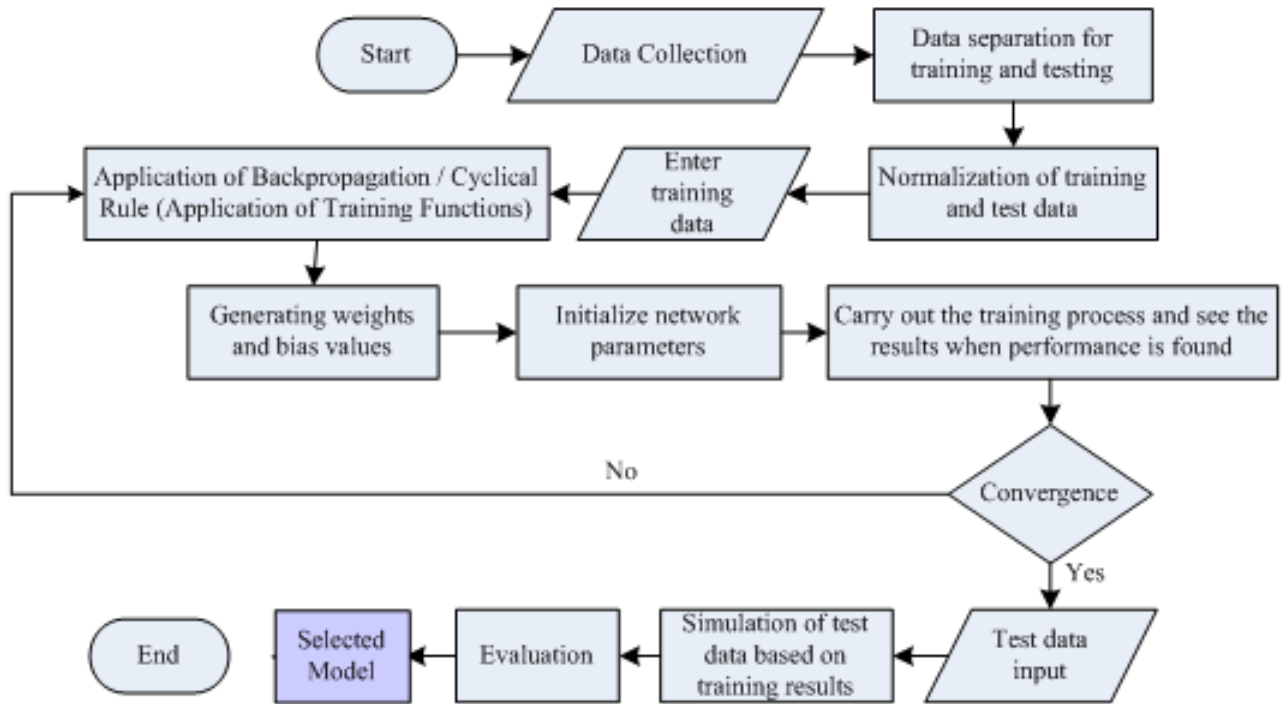 Start
Data Collection
Data separation for
training and testing
Application of Backpropagation / Cyclical
Rule (Application of Training Functions)
Enter
training
data
Normalization of training
and test data
Generating weights
and bias values
Initialize network
parameters
Carry out the training process and see the
results when performance is found
No
Convergence
Yes
End
Selected
Model
Evaluation
Simulation of test
data based on
training results
Test data
input